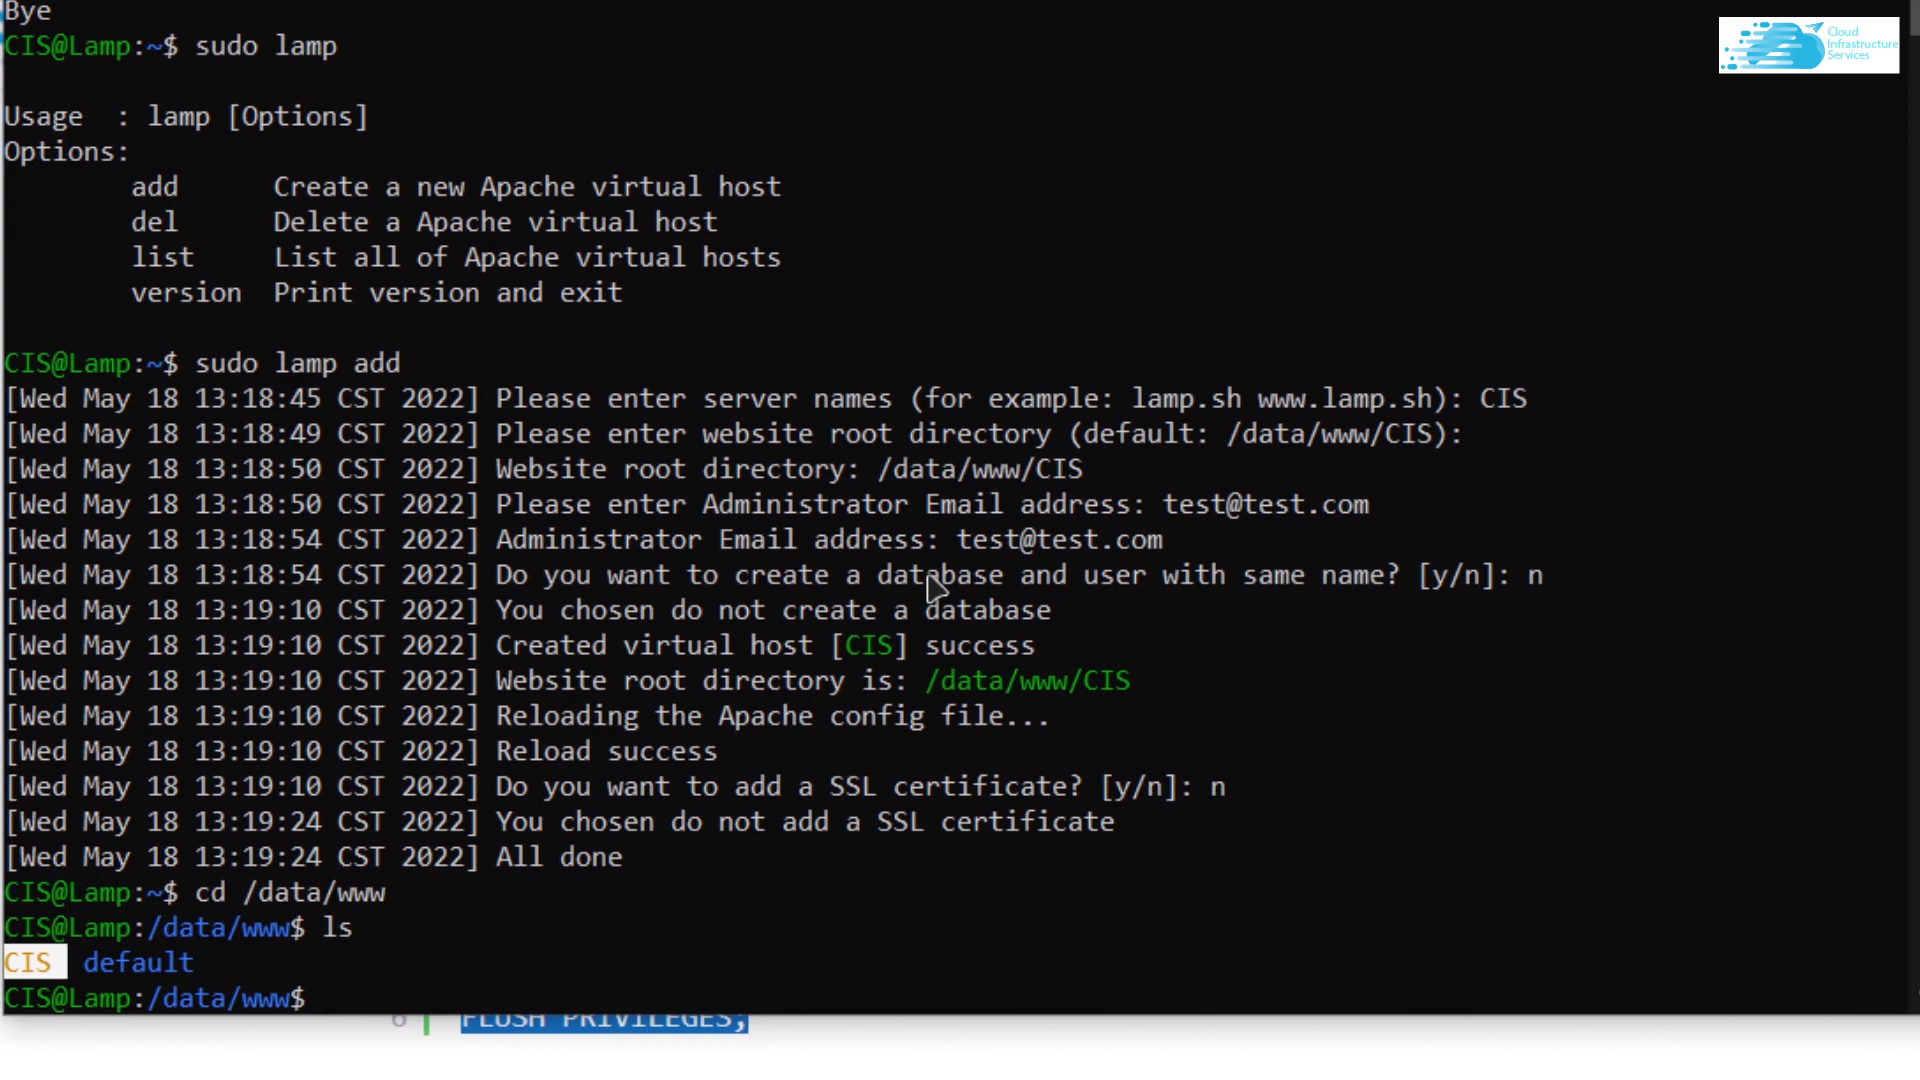 Bye
CIS@Lamp:~$ sudo lamp
Cloud
Infrastructure
Services
Usage  : lamp [Options]
Options:
add      Create a new Apache virtual host
del      Delete a Apache virtual host
list     List all of Apache virtual hosts
version  Print version and exit
CIS@Lamp:~$ sudo lamp add
[Wed May 18 13:18:45 CST 2022] Please enter server names (for example: lamp.sh www.lamp.sh): CIS
[Wed May 18 13:18:49 CST 2022] Please enter website root directory (default: /data/www/CIS):
[Wed May 18 13:18:50 CST 2022] Website root directory: /data/www/CIS
[Wed May 18 13:18:50 CST 2022] Please enter Administrator Email address: test@test.com
[Wed May 18 13:18:54 CST 2022] Administrator Email address: test@test.com
[Wed May 18 13:18:54 CST 2022] Do you want to create a database and user with same name? [y/n]: n
[Wed May 18 13:19:10 CST 2022] You chosen do not create a database
[Wed May 18 13:19:10 CST 2022] Created virtual host [CIS] success
[Wed May 18 13:19:10 CST 2022] Website root directory is: /data/www/CIS
[Wed May 18 13:19:10 CST 2022] Reloading the Apache config file...
[Wed May 18 13:19:10 CST 2022] Reload success
[Wed May 18 13:19:10 CST 2022] Do you want to add a SSL certificate? [y/n]: n
[Wed May 18 13:19:24 CST 2022] You chosen do not add a SSL certificate
[Wed May 18 13:19:24 CST 2022] All done
CIS@Lamp:~$ cd /data/www
CIS@Lamp:/data/www$ ls
CIS  default
CIS@Lamp:/data/www$
6 FLUSH PRIVILEGES;